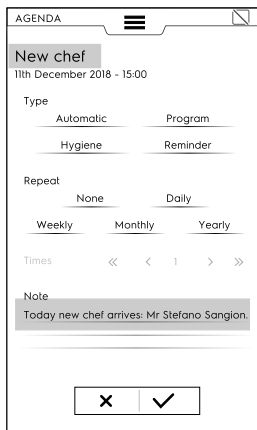 AGENDA
New chef
11th December 2018 - 15:00
Type
Automatic Program
Hygiene Reminder
Repeat
None Daily
Weekly Monthly Yearly
Times « < 1 > »
Note
Today new chef arrives: Mr Stefano Sangion.